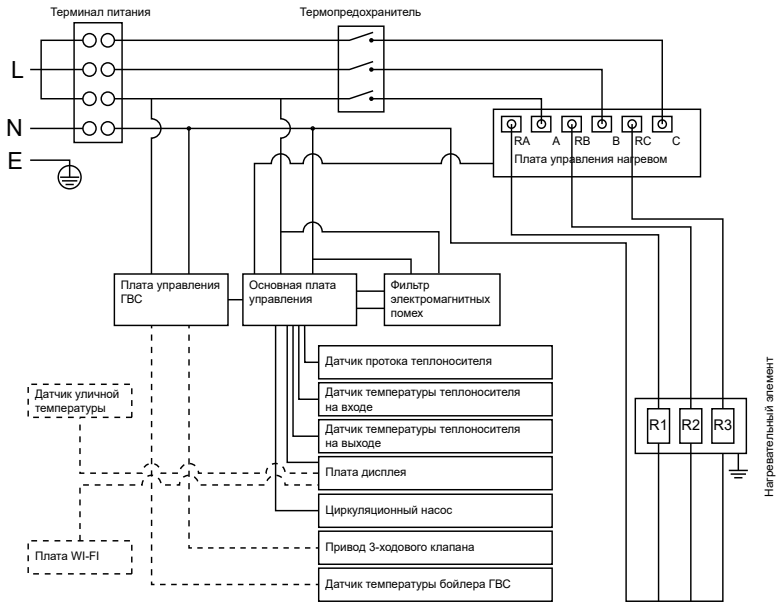 Терминал питания
Термопредохранитель
L
N
E
RA A RB B RC C
Плата управления нагревом
Плата управления
ГВС
Основная плата
управления
Фильтр
электромагнитных
помех
Датчик протока теплоносителя
Датчик температуры теплоносителя
на входе
Датчик температуры теплоносителя
на выходе
Плата дисплея
Циркуляционный насос
Привод 3-ходового клапана
Датчик температуры бойлера ГВС
Датчик уличной
температуры
Плата WI-FI
R1 R2 R3
Нагревательный элемент